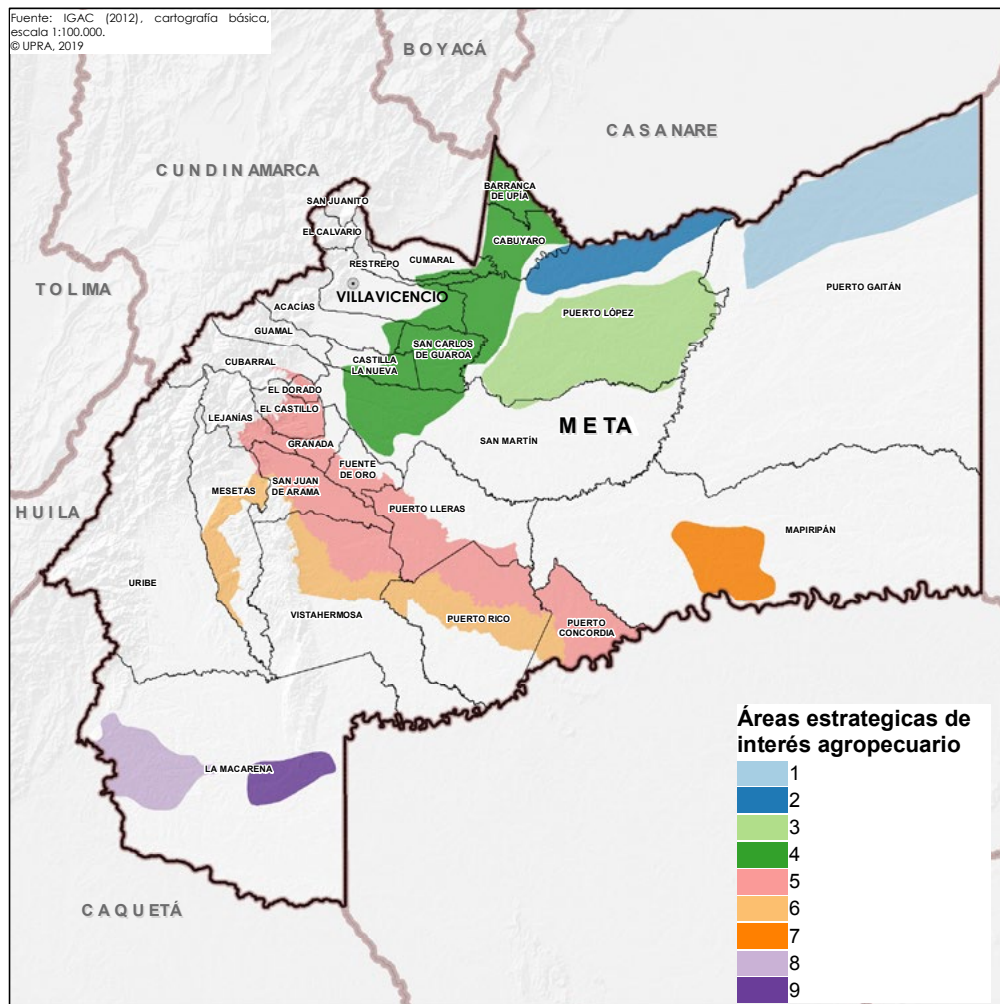 Fuente: IGAC (2012), cartografía básica,
escala 1:100.000.
© UPRA, 2019
BOYACÁ
CASANARE
CUNDINAMARCA
BARRANCA
DE UPÍA
SAN JUANITO
EL CALVARIO
CABUYARO
RESTREPO
CUMARAL
TOLIMA
PUERTO GAITÁN
VILLAVICENCIO
ACACÍAS
PUERTO LÓPEZ
GUAMAL
SAN CARLOS
DE GUAROA
CUBARRAL
CASTILLA
LA NUEVA
EL DORADO
EL CASTILLO
LEJANÍAS
META
GRANADA
SAN MARTÍN
FUENTE
DE ORO
MESETAS
SAN JUAN
DE ARAMA
HUILA
PUERTO LLERAS
MAPIRIPÁN
URIBE
VISTAHERMOSA
PUERTO RICO
PUERTO
CONCORDIA
LA MACARENA
CAQUETÁ
Áreas estrategicas de
interés agropecuario
1
2
3
4
5
6
7
8
9